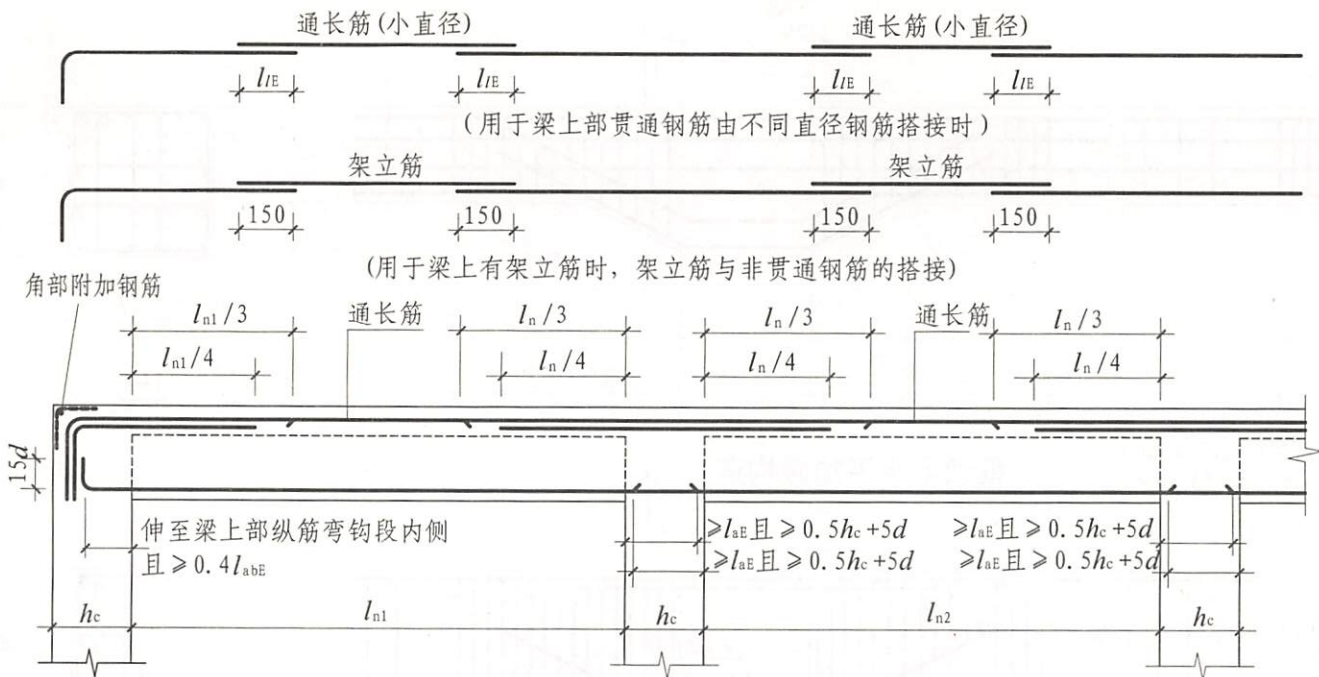 通长筋(小直径) 通长筋(小直径)
llE lE lE lE
(用于梁上部贯通钢筋由不同直径钢筋搭接时)
架立筋 架立筋
150 150 150 150
(用于梁上有架立筋时，架立筋与非贯通钢筋的搭接)
角部附加钢筋
ln1/3 通长筋 ln/3 ln/3 通长筋 ln/3
ln1/4 ln/4 ln/4 ln/4
15d
伸至梁上部纵筋弯钩段内侧 ≥laE且≥0.5hc+5d ≥laE且≥0.5hc+5d
且≥0.4labE ≥laE且≥0.5hc+5d ≥laE且≥0.5hc+5d
hc ln1 hc ln2 hc